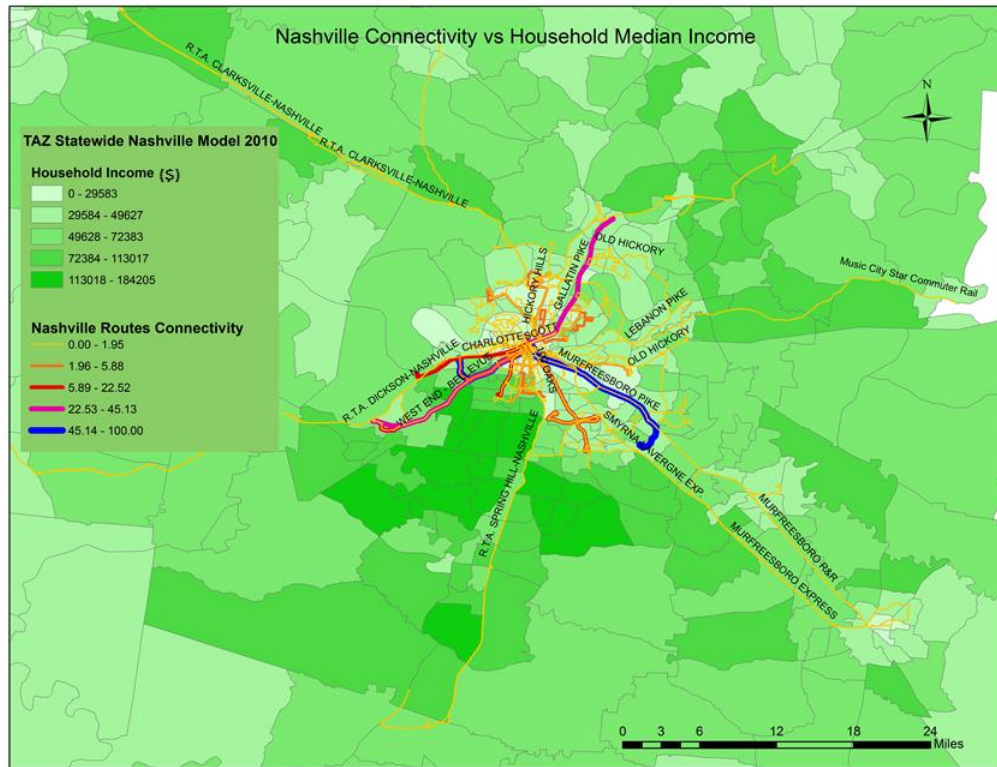 Nashville Connectivity vs Household Median Income
N
TAZ Statewide Nashville Model 2010
Household Income ($)
0 - 29583
29584 - 49627
49628 - 72383
72384 - 113017
113018 - 184205
Nashville Routes Connectivity
0.00 - 1.95
1.96 - 5.88
5.89 - 22.52
22.53 - 45.13
45.14 - 100.00
R.T.A. CLARKSVILLE-NASHVILLE
R.T.A. CLARKSVILLE-NASHVILLE
OLD HICKORY
HICKORY HILLS
GALLATIN PIKE
Music City Star Commuter Rail
LEBANON PIKE
CHARLOTTE
SCOTT
OLD HICKORY
R.T.A. DICKSON-NASHVILLE
WEST END - BELLEVUE
OAKS
MURFREESBORO PIKE
SMYRNA
AVERGNE EXP.
R.T.A. SPRING HILL-NASHVILLE
MURFREESBORO R&R
MURFREESBORO EXPRESS
0 3 6 12 18 24
Miles